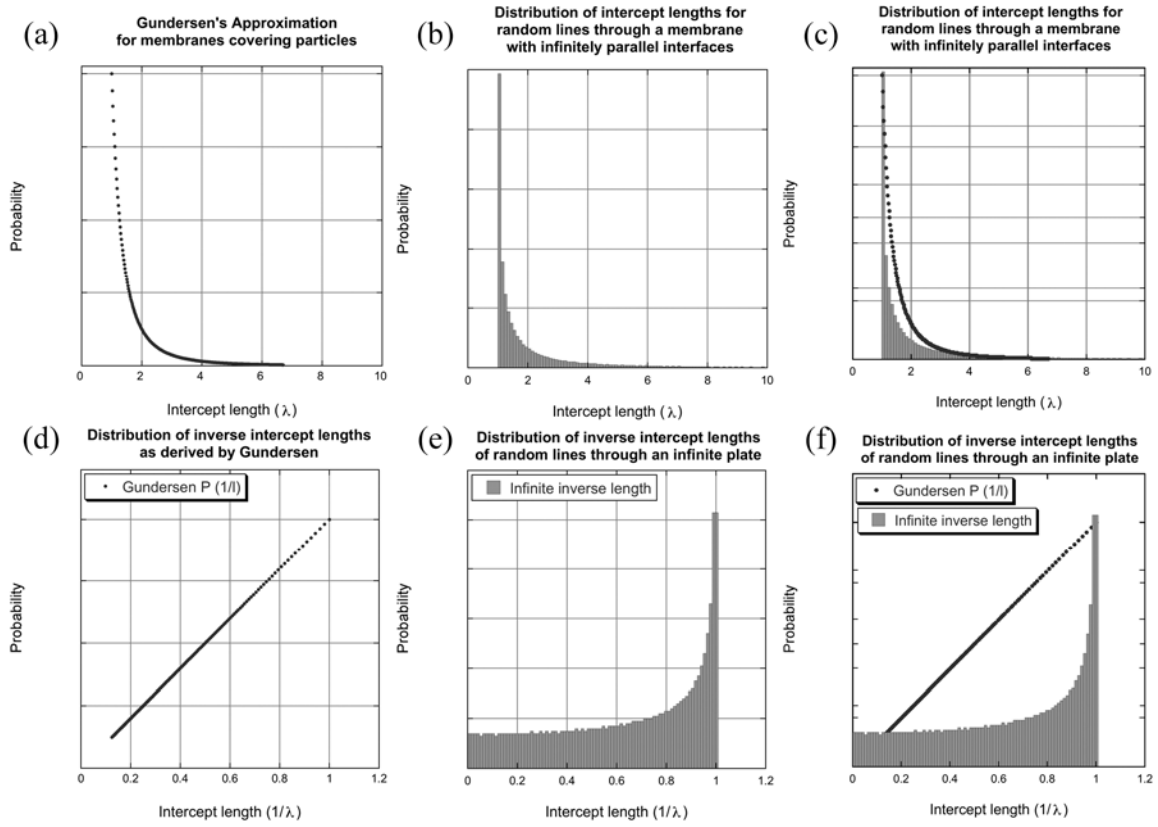 (a)
Gundersen's Approximation
for membranes covering particles
Probability
0 2 4 6 8 10
Intercept length (λ)
(b)
Distribution of intercept lengths for
random lines through a membrane
with infinitely parallel interfaces
Probability
0 2 4 6 8 10
Intercept length (λ)
(c)
Distribution of intercept lengths for
random lines through a membrane
with infinitely parallel interfaces
Probability
0 2 4 6 8 10
Intercept length (λ)
(d)
Distribution of inverse intercept lengths
as derived by Gundersen
Gundersen P (1/l)
Probability
0 0.2 0.4 0.6 0.8 1 1.2
Intercept length (1/λ)
(e)
Distribution of inverse intercept lengths
of random lines through an infinite plate
Infinite inverse length
Probability
0 0.2 0.4 0.6 0.8 1 1.2
Intercept length (1/λ)
(f)
Distribution of inverse intercept lengths
of random lines through an infinite plate
Gundersen P (1/l)
Infinite inverse length
Probability
0 0.2 0.4 0.6 0.8 1 1.2
Intercept length (1/λ)